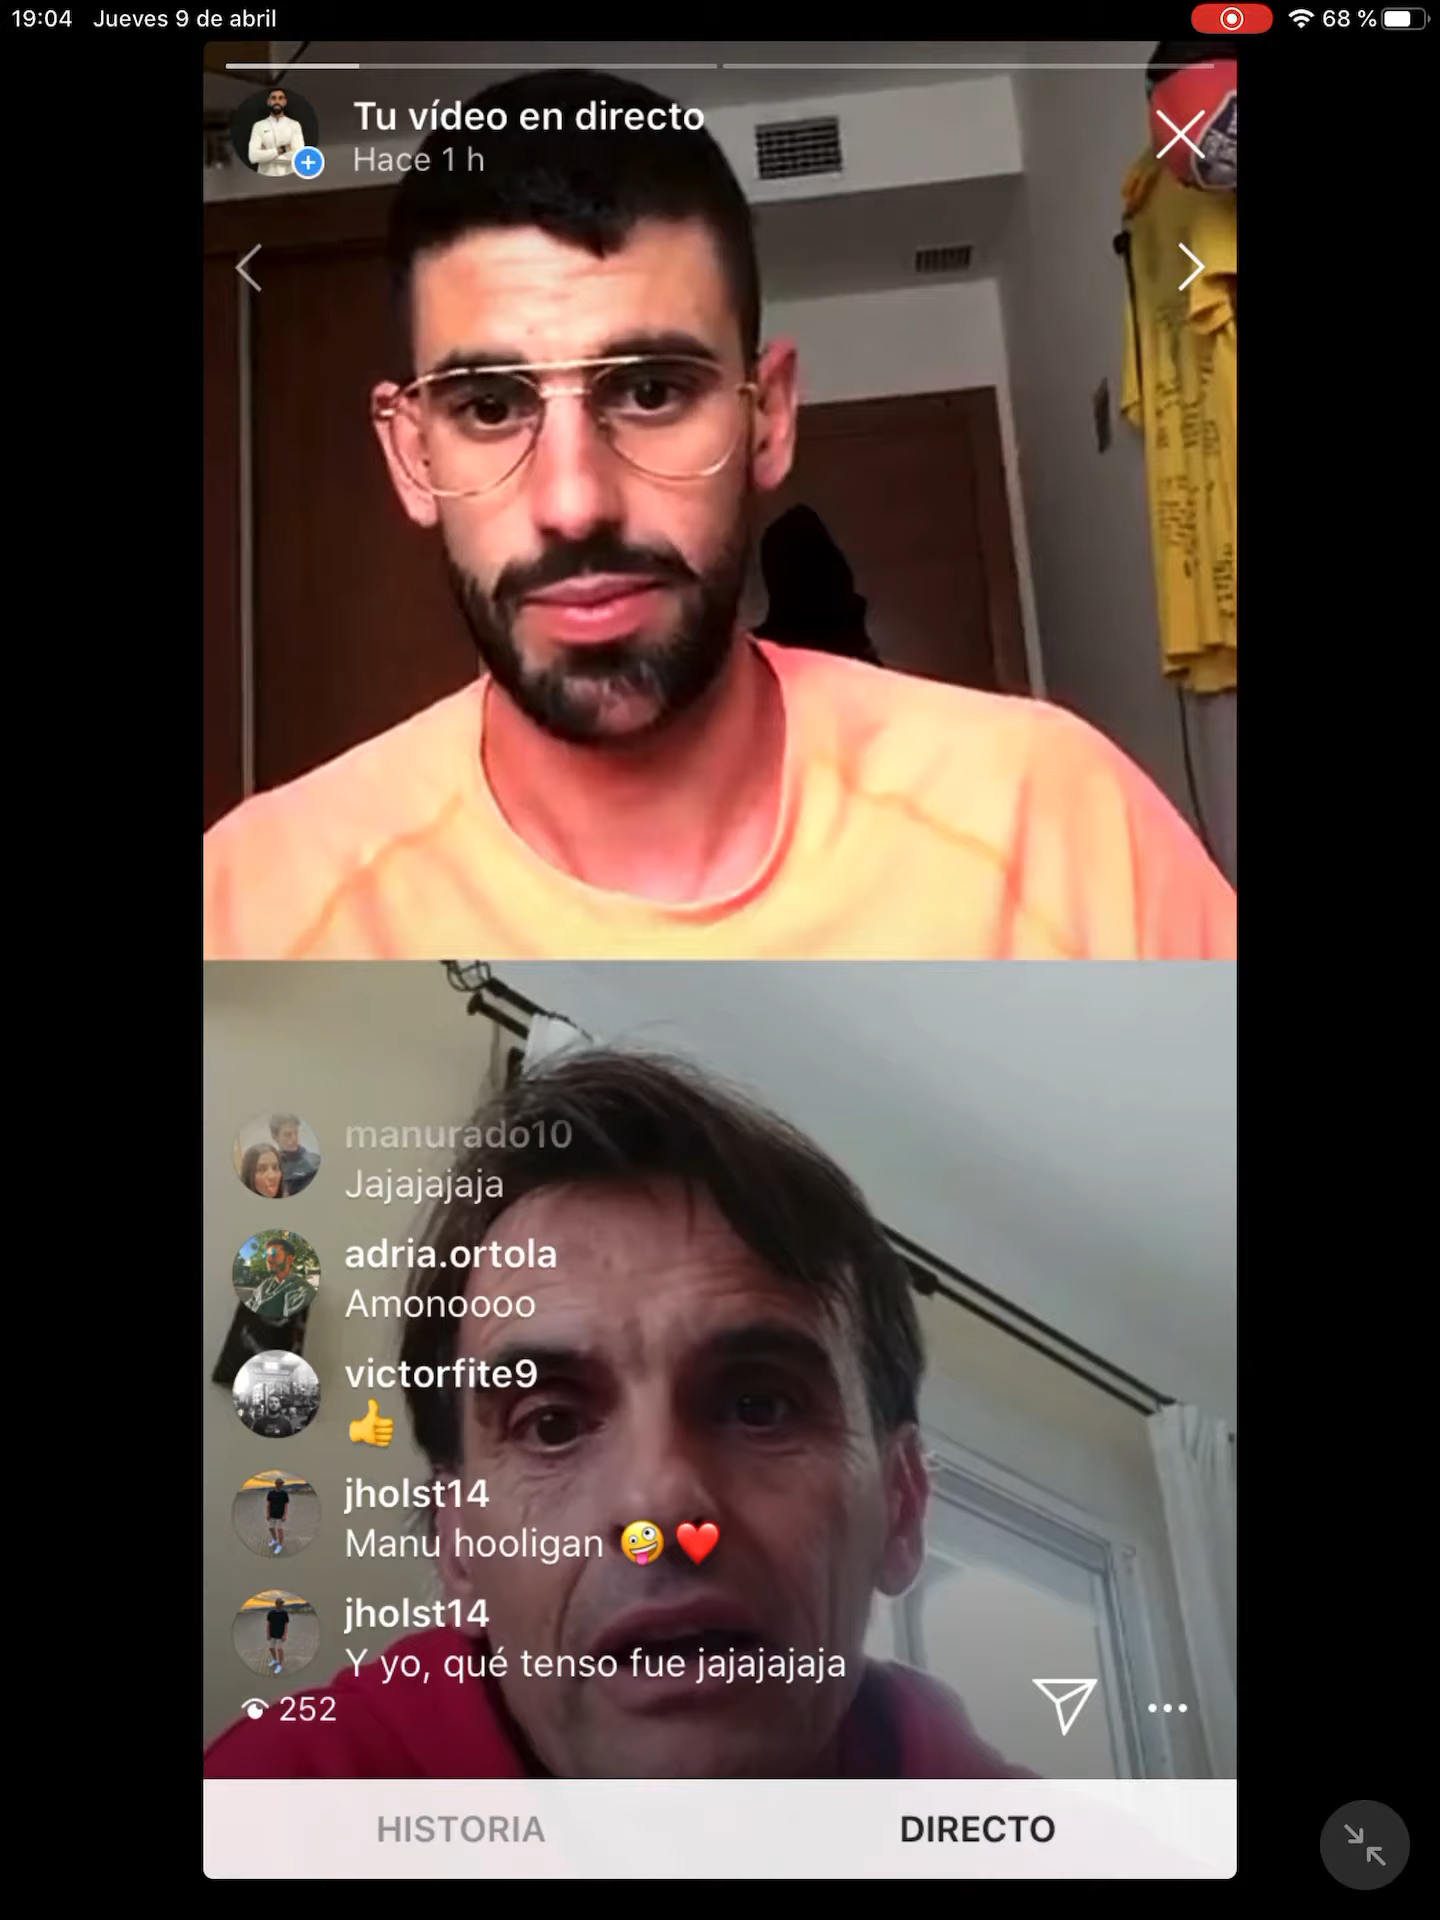 19:04 Jueves 9 de abril
68 %
Tu vídeo en directo
Hace 1 h
manurado10
Jajajajaja
adria.ortola
Amonoooo
victorfite9
👍
jholst14
Manu hooligan 🤪 ❤️
jholst14
Y yo, qué tenso fue jajajajaja
252
HISTORIA
DIRECTO